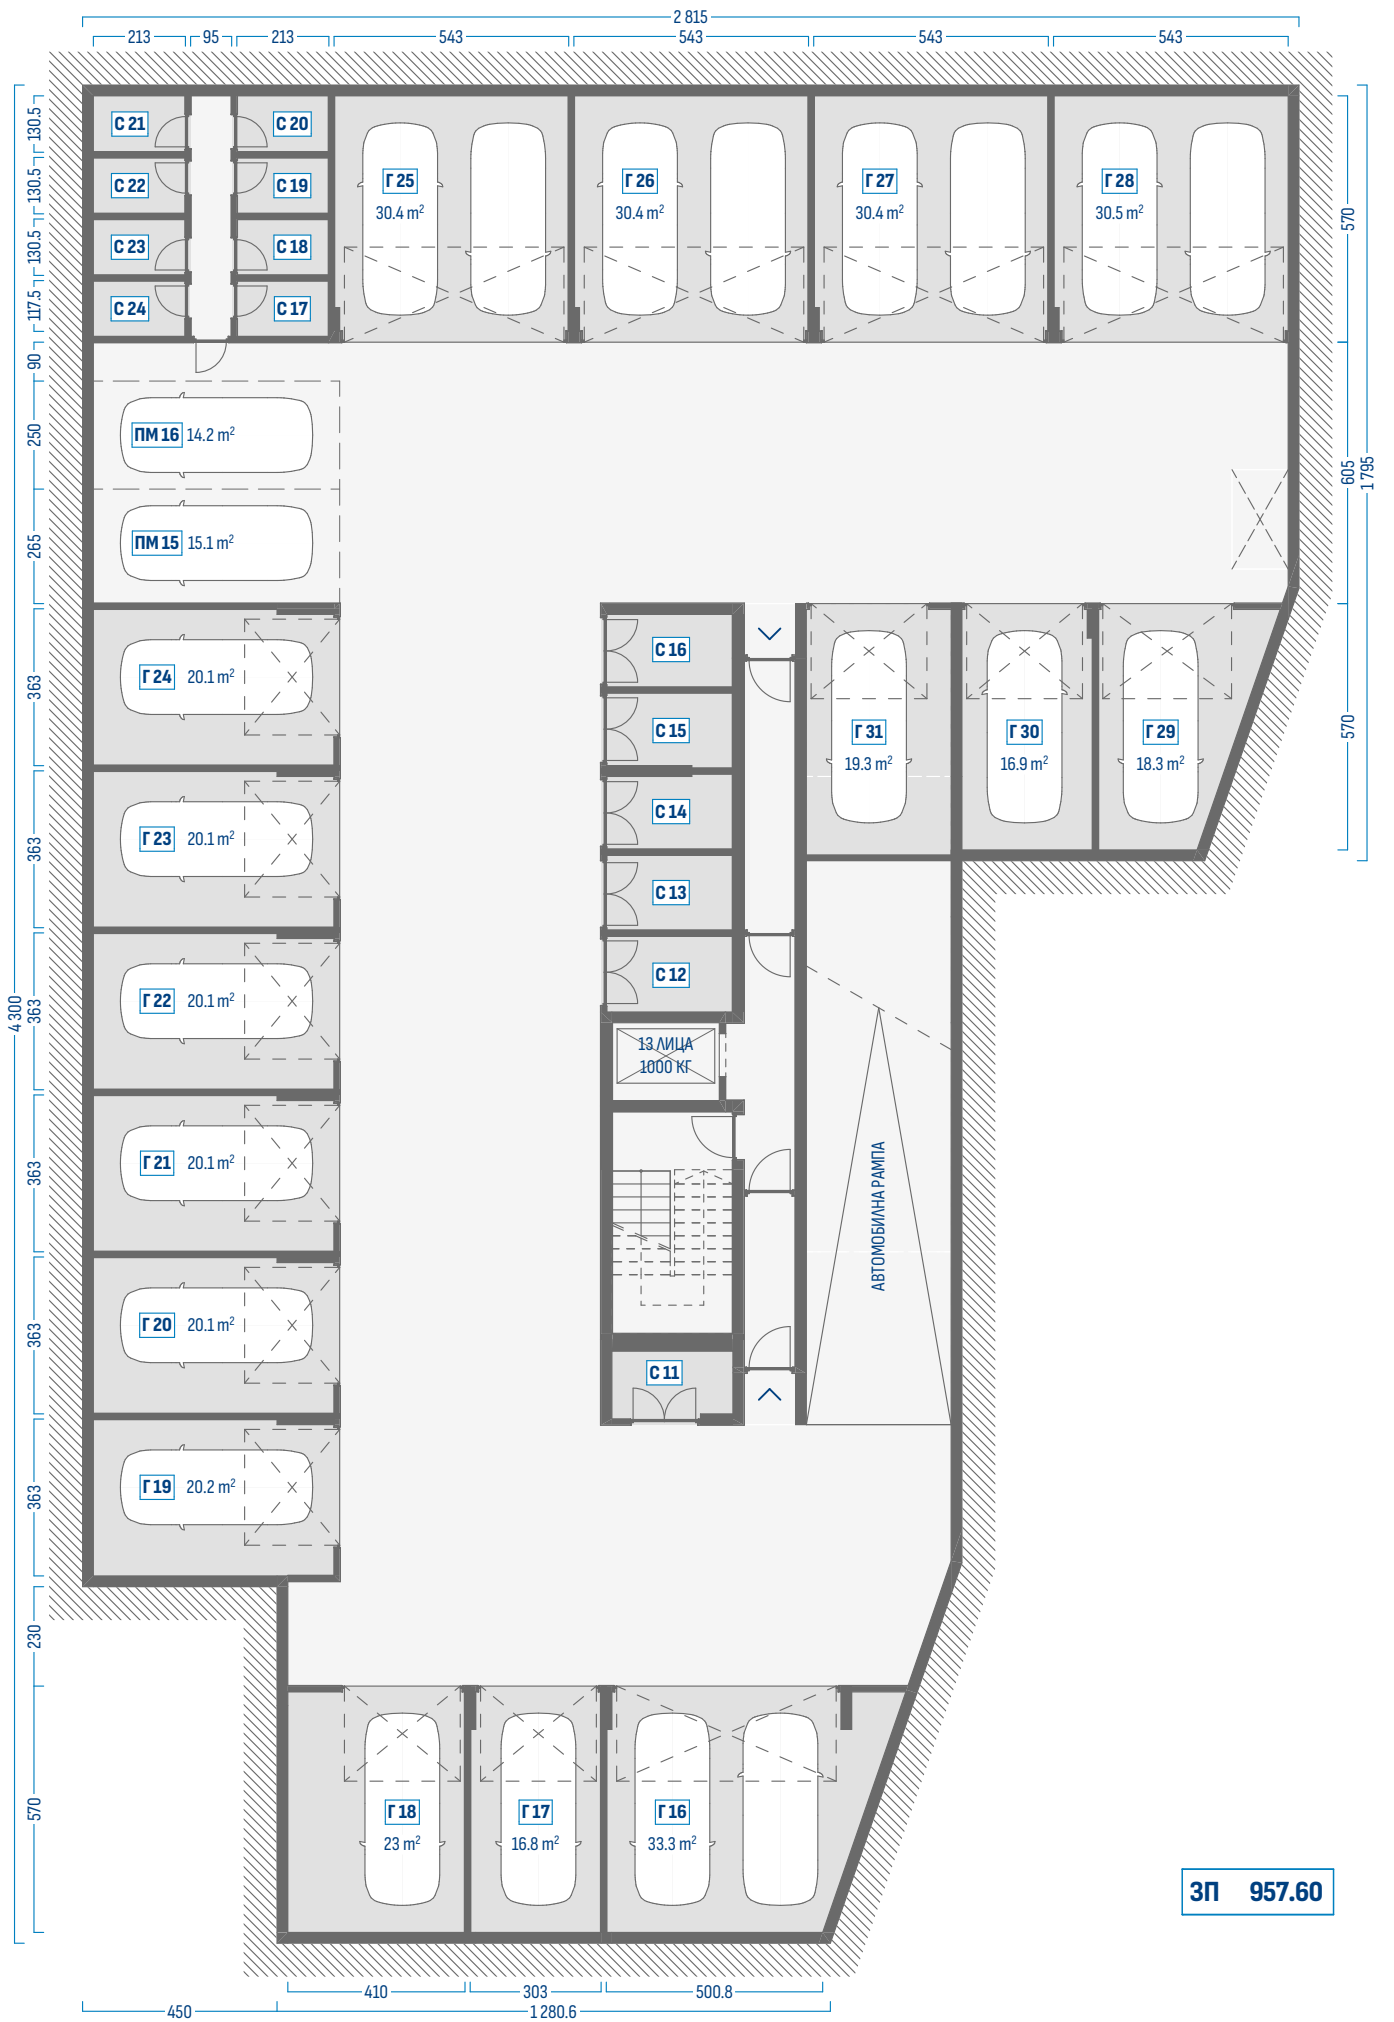 2 815
213 95 213 543 543 543 543
130.5
130.5
130.5
117.5
90
250
265
363
363
363
363
363
363
230
570
4 300
570
605
570
1 795
С 21
С 20
С 22
С 19
С 23
С 18
С 24
С 17
Г 25
30.4 m²
Г 26
30.4 m²
Г 27
30.4 m²
Г 28
30.5 m²
ПМ 16 14.2 m²
ПМ 15 15.1 m²
Г 24 20.1 m²
Г 23 20.1 m²
Г 22 20.1 m²
Г 21 20.1 m²
Г 20 20.1 m²
Г 19 20.2 m²
С 16
С 15
С 14
С 13
С 12
13 ЛИЦА
1000 КГ
С 11
Г 31
19.3 m²
Г 30
16.9 m²
Г 29
18.3 m²
АВТОМОБИЛНА РАМПА
Г 18
23 m²
Г 17
16.8 m²
Г 16
33.3 m²
ЗП 957.60
410 303 500.8
450 1 280.6